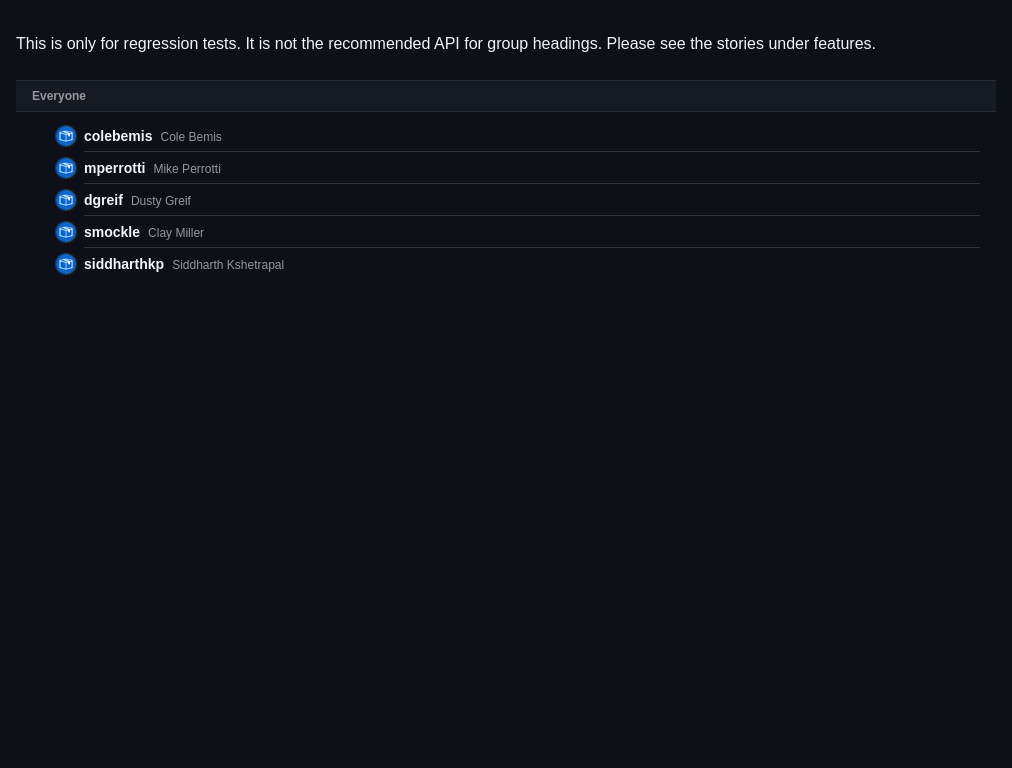 This is only for regression tests. It is not the recommended API for group headings. Please see the stories under features.
Everyone
colebemis Cole Bemis
mperrotti Mike Perrotti
dgreif Dusty Greif
smockle Clay Miller
siddharthkp Siddharth Kshetrapal